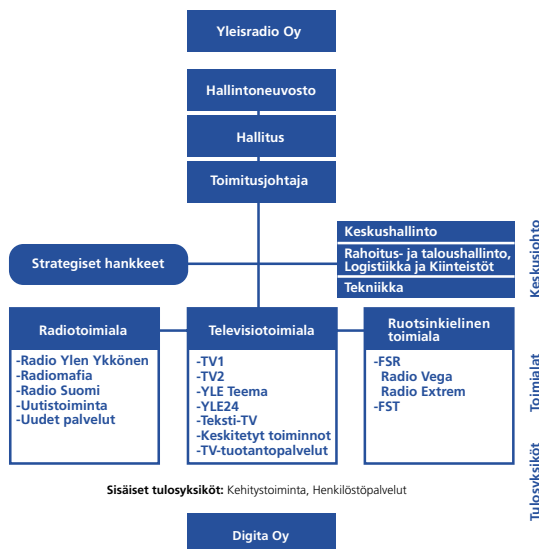 Yleisradio Oy
Hallintoneuvosto
Hallitus
Toimitusjohtaja
Strategiset hankkeet
Keskushallinto
Rahoitus- ja taloushallinto,
Logistiikka ja Kiinteistöt
Tekniikka
Keskusjohto
Radiotoimiala
-Radio Ylen Ykkönen
-Radiomafia
-Radio Suomi
-Uutistoiminta
-Uudet palvelut
Televisiotoimiala
-TV1
-TV2
-YLE Teema
-YLE24
-Teksti-TV
-Keskitetyt toiminnot
-TV-tuotantopalvelut
Ruotsinkielinen
toimiala
-FSR
Radio Vega
Radio Extrem
-FST
Toimialat
Tulosyksiköt
Sisäiset tulosyksiköt: Kehitystoiminta, Henkilöstöpalvelut
Digita Oy